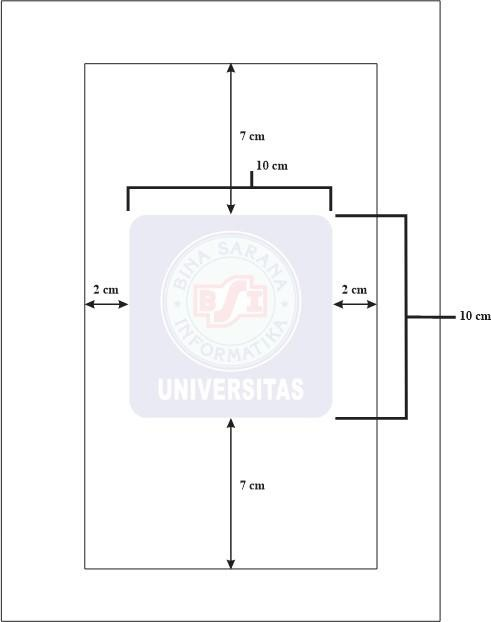 7 cm
10 cm
BINA SARANA
2 cm
BSI
2 cm
10 cm
INFORMATIKA
UNIVERSITAS
7 cm